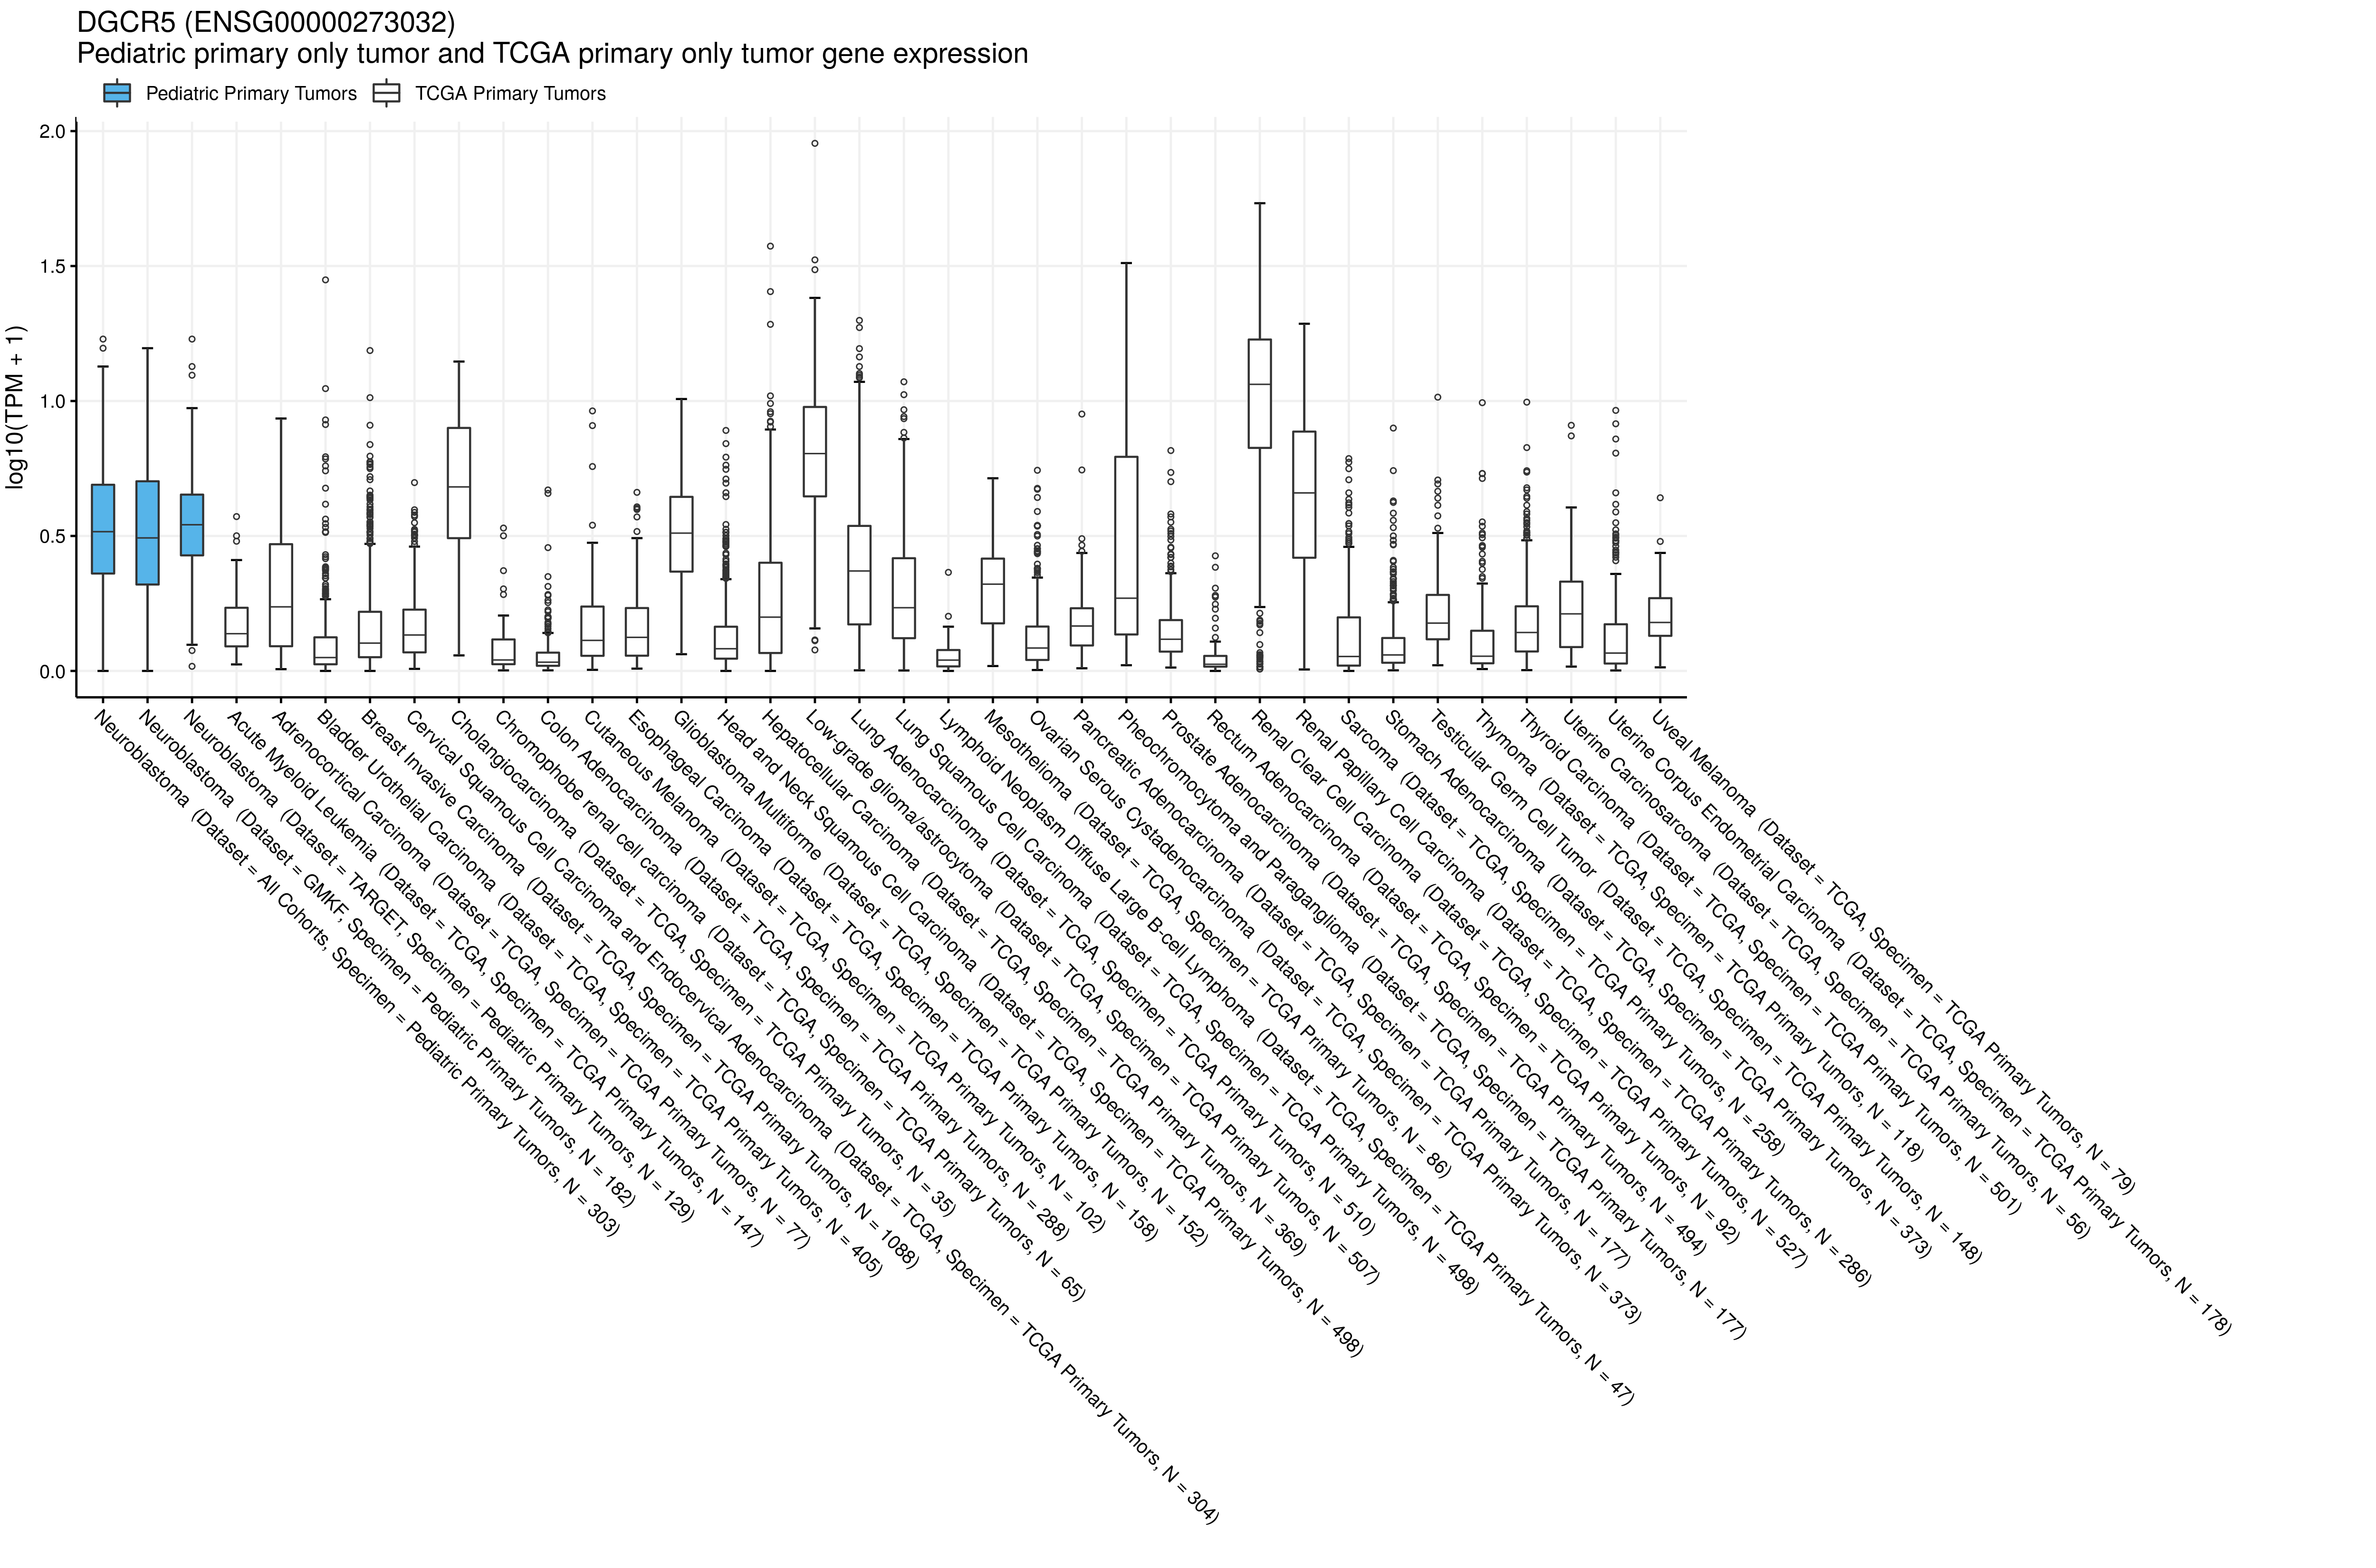 DGCR5 (ENSG00000273032)
Pediatric primary only tumor and TCGA primary only tumor gene expression
Pediatric Primary Tumors
TCGA Primary Tumors
log10(TPM + 1)
2.0
1.5
1.0
0.5
0.0
Neuroblastoma (Dataset = All Cohorts, Specimen = Pediatric Primary Tumors, N = 303)
Neuroblastoma (Dataset = GMKF, Specimen = Pediatric Primary Tumors, N = 182)
Neuroblastoma (Dataset = TARGET, Specimen = Pediatric Primary Tumors, N = 129)
Acute Myeloid Leukemia (Dataset = TCGA, Specimen = TCGA Primary Tumors, N = 147)
Adrenocortical Carcinoma (Dataset = TCGA, Specimen = TCGA Primary Tumors, N = 77)
Bladder Urothelial Carcinoma (Dataset = TCGA, Specimen = TCGA Primary Tumors, N = 405)
Breast Invasive Carcinoma (Dataset = TCGA, Specimen = TCGA Primary Tumors, N = 1088)
Cervical Squamous Cell Carcinoma and Endocervical Adenocarcinoma (Dataset = TCGA, Specimen = TCGA Primary Tumors, N = 304)
Cholangiocarcinoma (Dataset = TCGA, Specimen = TCGA Primary Tumors, N = 35)
Chromophobe renal cell carcinoma (Dataset = TCGA, Specimen = TCGA Primary Tumors, N = 65)
Colon Adenocarcinoma (Dataset = TCGA, Specimen = TCGA Primary Tumors, N = 288)
Cutaneous Melanoma (Dataset = TCGA, Specimen = TCGA Primary Tumors, N = 102)
Esophageal Carcinoma (Dataset = TCGA, Specimen = TCGA Primary Tumors, N = 158)
Glioblastoma Multiforme (Dataset = TCGA, Specimen = TCGA Primary Tumors, N = 152)
Head and Neck Squamous Cell Carcinoma (Dataset = TCGA, Specimen = TCGA Primary Tumors, N = 498)
Hepatocellular Carcinoma (Dataset = TCGA, Specimen = TCGA Primary Tumors, N = 369)
Low-grade glioma/astrocytoma (Dataset = TCGA, Specimen = TCGA Primary Tumors, N = 507)
Lung Adenocarcinoma (Dataset = TCGA, Specimen = TCGA Primary Tumors, N = 510)
Lung Squamous Cell Carcinoma (Dataset = TCGA, Specimen = TCGA Primary Tumors, N = 498)
Lymphoid Neoplasm Diffuse Large B-cell Lymphoma (Dataset = TCGA, Specimen = TCGA Primary Tumors, N = 47)
Mesothelioma (Dataset = TCGA, Specimen = TCGA Primary Tumors, N = 86)
Ovarian Serous Cystadenocarcinoma (Dataset = TCGA, Specimen = TCGA Primary Tumors, N = 373)
Pancreatic Adenocarcinoma (Dataset = TCGA, Specimen = TCGA Primary Tumors, N = 177)
Pheochromocytoma and Paraganglioma (Dataset = TCGA, Specimen = TCGA Primary Tumors, N = 177)
Prostate Adenocarcinoma (Dataset = TCGA, Specimen = TCGA Primary Tumors, N = 494)
Rectum Adenocarcinoma (Dataset = TCGA, Specimen = TCGA Primary Tumors, N = 92)
Renal Clear Cell Carcinoma (Dataset = TCGA, Specimen = TCGA Primary Tumors, N = 527)
Renal Papillary Cell Carcinoma (Dataset = TCGA, Specimen = TCGA Primary Tumors, N = 286)
Sarcoma (Dataset = TCGA, Specimen = TCGA Primary Tumors, N = 258)
Stomach Adenocarcinoma (Dataset = TCGA, Specimen = TCGA Primary Tumors, N = 373)
Testicular Germ Cell Tumor (Dataset = TCGA, Specimen = TCGA Primary Tumors, N = 148)
Thymoma (Dataset = TCGA, Specimen = TCGA Primary Tumors, N = 118)
Thyroid Carcinoma (Dataset = TCGA, Specimen = TCGA Primary Tumors, N = 501)
Uterine Carcinosarcoma (Dataset = TCGA, Specimen = TCGA Primary Tumors, N = 56)
Uterine Corpus Endometrial Carcinoma (Dataset = TCGA, Specimen = TCGA Primary Tumors, N = 178)
Uveal Melanoma (Dataset = TCGA, Specimen = TCGA Primary Tumors, N = 79)